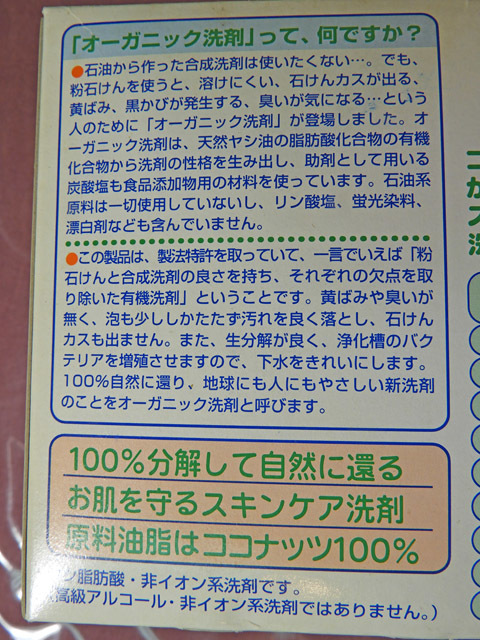 「オーガニック洗剤」って、何ですか？
●石油から作った合成洗剤は使いたくない…。でも、
粉石けんを使うと、溶けにくい、石けんカスが出る、
黄ばみ、黒かびが発生する、臭いが気になる…という
人のために「オーガニック洗剤」が登場しました。オ
ーガニック洗剤は、天然ヤシ油の脂肪酸化合物の有機
化合物から洗剤の性格を生み出し、助剤として用いる
炭酸塩も食品添加物用の材料を使っています。石油系
原料は一切使用していないし、リン酸塩、蛍光染料、
漂白剤なども含んでいません。
●この製品は、製法特許を取っていて、一言でいえば「粉
石けんと合成洗剤の良さを持ち、それぞれの欠点を取
り除いた有機洗剤」ということです。黄ばみや臭いが
無く、泡も少ししかたたず汚れを良く落とし、石けん
カスも出ません。また、生分解が良く、浄化槽のバク
テリアを増殖させますので、下水をきれいにします。
100%自然に還り、地球にも人にもやさしい新洗剤
のことをオーガニック洗剤と呼びます。
100%分解して自然に還る
お肌を守るスキンケア洗剤
原料油脂はココナッツ100%
脂肪酸・非イオン系洗剤です。
高級アルコール・非イオン系洗剤ではありません。）